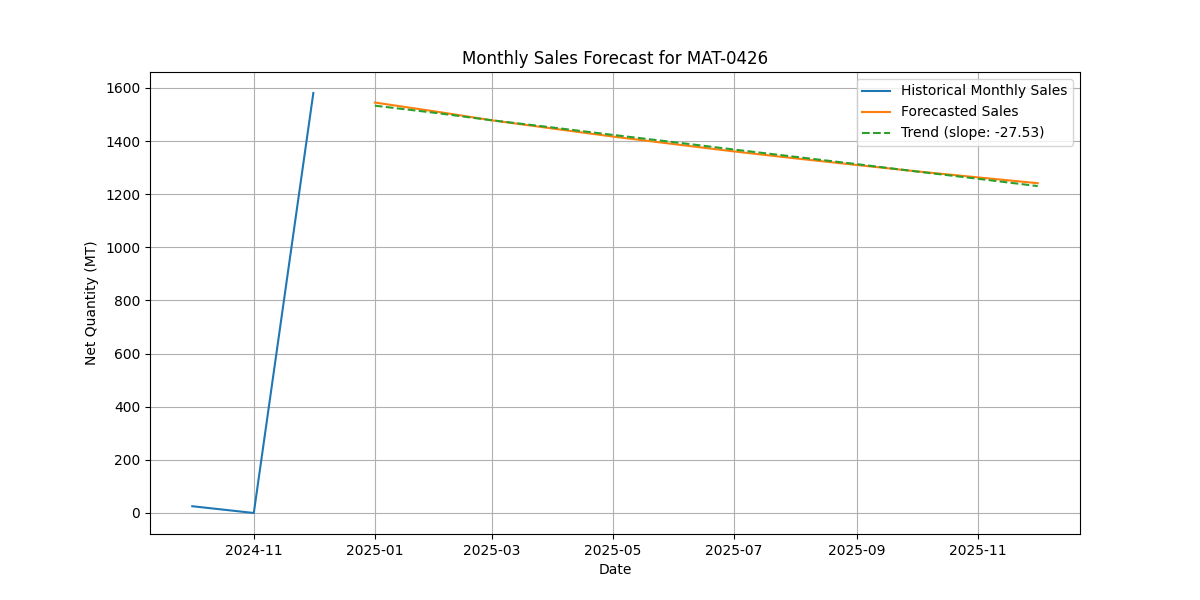 Monthly Sales Forecast for MAT-0426
Historical Monthly Sales
Forecasted Sales
Trend (slope: -27.53)
Net Quantity (MT)
1600
1400
1200
1000
800
600
400
200
0
2024-11 2025-01 2025-03 2025-05 2025-07 2025-09 2025-11
Date